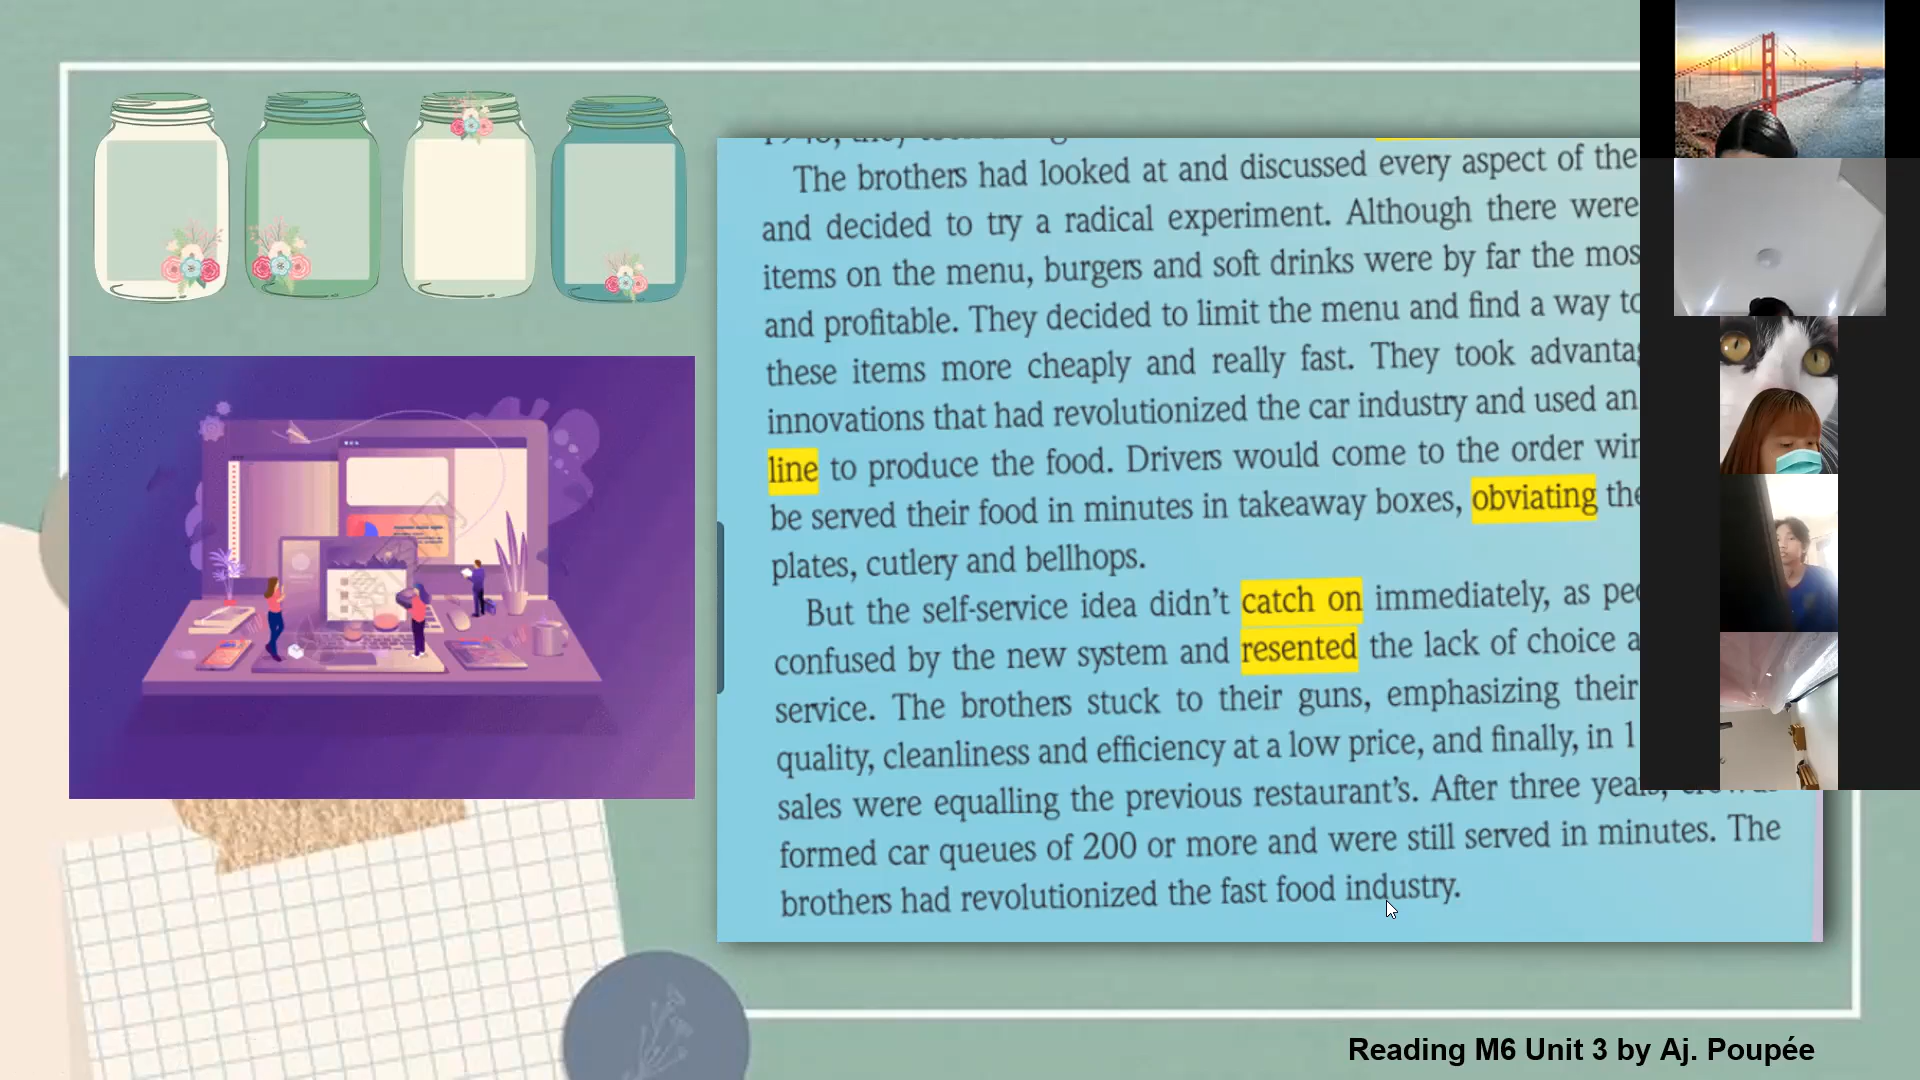 The brothers had looked at and discussed every aspect of the
and decided to try a radical experiment. Although there were
items on the menu, burgers and soft drinks were by far the mos
and profitable. They decided to limit the menu and find a way to
these items more cheaply and really fast. They took advanta
innovations that had revolutionized the car industry and used an
line to produce the food. Drivers would come to the order win
be served their food in minutes in takeaway boxes, obviating the
plates, cutlery and bellhops.
But the self-service idea didn't catch on immediately, as peo
confused by the new system and resented the lack of choice a
service. The brothers stuck to their guns, emphasizing their
quality, cleanliness and efficiency at a low price, and finally, in 1
sales were equalling the previous restaurant's. After three years,
formed car queues of 200 or more and were still served in minutes. The
brothers had revolutionized the fast food industry.
Reading M6 Unit 3 by Aj. Poupée